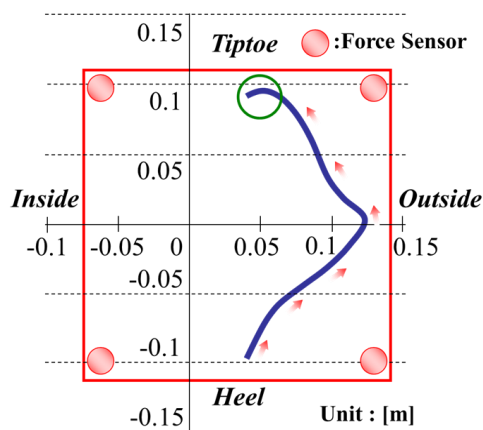 0.15
Tiptoe
:Force Sensor
0.1
0.05
Inside
Outside
-0.1 -0.05 0 0.05 0.1 0.15
-0.05
-0.1
Heel
-0.15
Unit : [m]